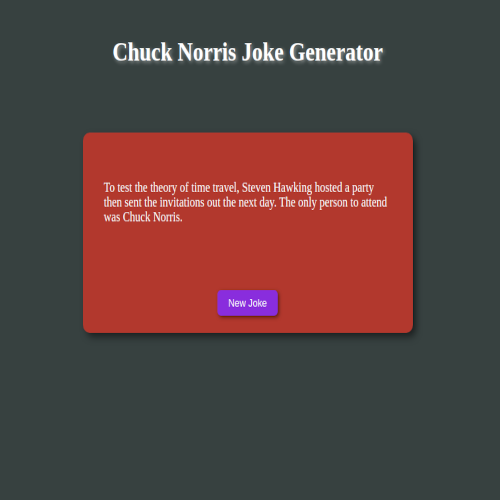 Chuck Norris Joke Generator
To test the theory of time travel, Steven Hawking hosted a party
then sent the invitations out the next day. The only person to attend
was Chuck Norris.
New Joke